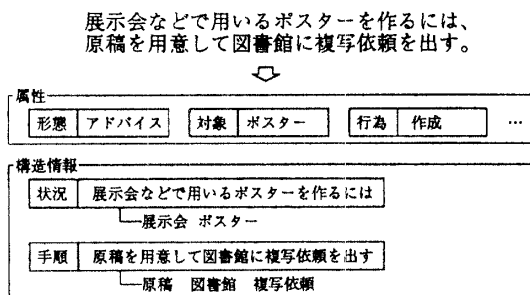 展示会などで用いるポスターを作るには、
原稿を用意して図書館に複写依頼を出す。
属性
形態 アドバイス 対象 ポスター 行為 作成 …
構造情報
状況 展示会などで用いるポスターを作るには
展示会 ポスター
手順 原稿を用意して図書館に複写依頼を出す
原稿 図書館 複写依頼